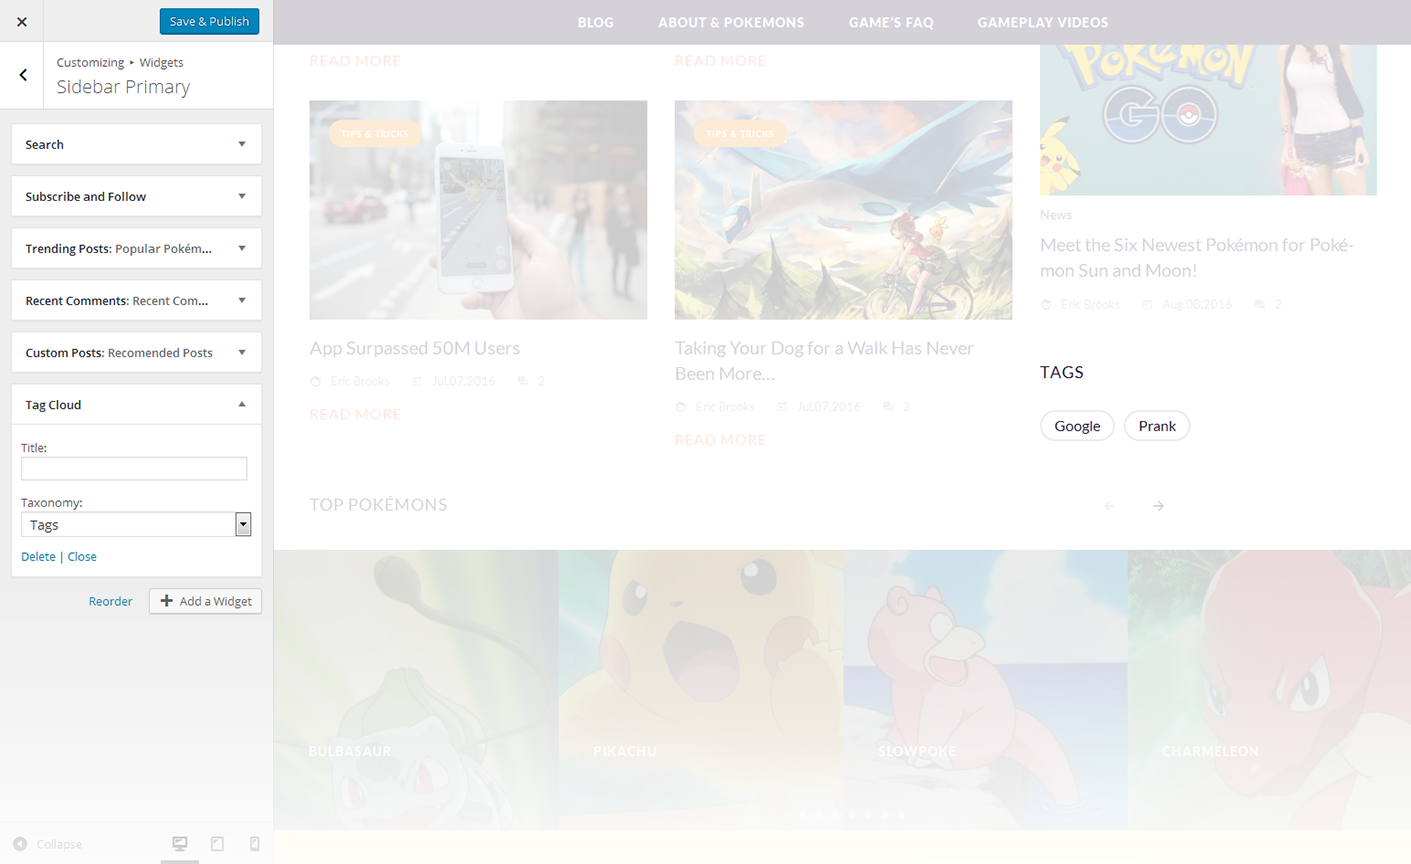 Save & Publish
Customizing ▸ Widgets
Sidebar Primary
Search
Subscribe and Follow
Trending Posts: Popular Pokém...
Recent Comments: Recent Com...
Custom Posts: Recomended Posts
Tag Cloud
Title:
Taxonomy:
Tags
Delete | Close
Reorder
Add a Widget
Collapse
BLOG
ABOUT & POKEMONS
GAME'S FAQ
GAMEPLAY VIDEOS
READ MORE
READ MORE
TIPS & TRICKS
App Surpassed 50M Users
Eric Brooks Jul,07,2016 2
READ MORE
TIPS & TRICKS
Taking Your Dog for a Walk Has Never
Been More...
Eric Brooks Jul,07,2016 2
READ MORE
POKÉMON
GO
News
Meet the Six Newest Pokémon for Poké-
mon Sun and Moon!
Eric Brooks Aug,08,2016 2
TAGS
Google
Prank
TOP POKÉMONS
BULBASAUR
PIKACHU
SLOWPOKE
CHARMELEON